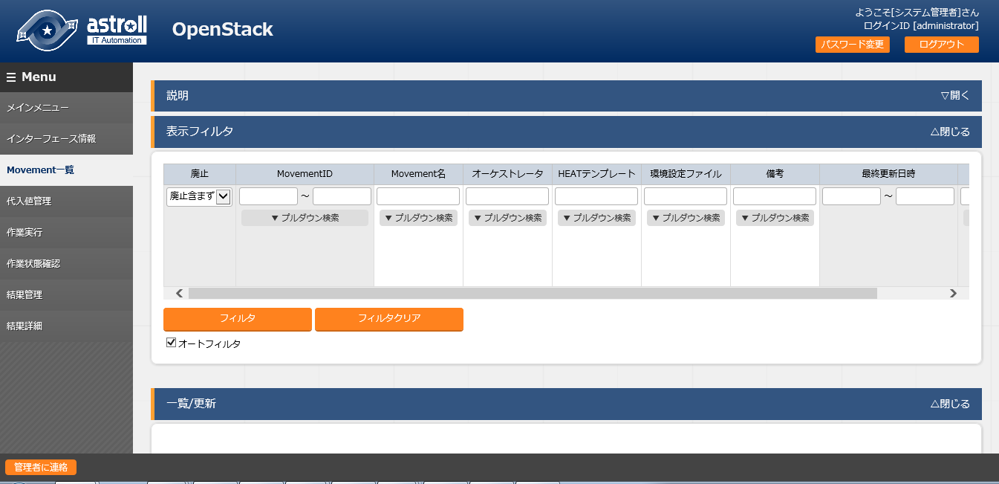 astroll
IT Automation
OpenStack
ようこそ[システム管理者]さん
ログインID [administrator]
パスワード変更 ログアウト
☰ Menu
メインメニュー
インターフェース情報
Movement一覧
代入値管理
作業実行
作業状態確認
結果管理
結果詳細
説明 ▽開く
表示フィルタ △閉じる
廃止 MovementID Movement名 オーケストレータ HEATテンプレート 環境設定ファイル 備考 最終更新日時
廃止含まず ～ ～
▼ プルダウン検索 ▼ プルダウン検索 ▼ プルダウン検索 ▼ プルダウン検索 ▼ プルダウン検索 ▼ プルダウン検索
フィルタ フィルタクリア
オートフィルタ
一覧/更新 △閉じる
管理者に連絡